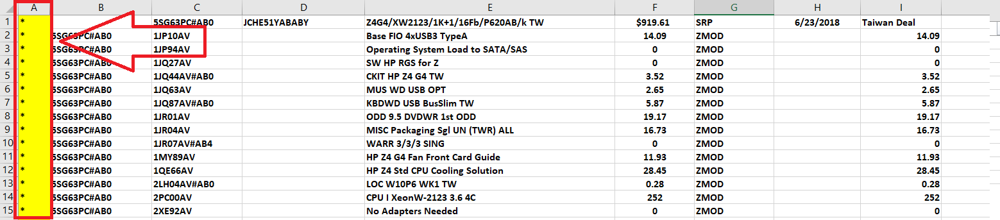 A B C D E F G H I
1 * 5SG63PC#AB0 JCHE51YABABY Z4G4/XW2123/1K+1/16Fb/P620AB/k TW $919.61 SRP 6/23/2018 Taiwan Deal
2 * 5SG63PC#AB0 1JP10AV Base FIO 4xUSB3 TypeA 14.09 ZMOD 14.09
3 * 5SG63PC#AB0 1JP94AV Operating System Load to SATA/SAS 0 ZMOD 0
4 * 5SG63PC#AB0 1JQ27AV SW HP RGS for Z 0 ZMOD 0
5 * 5SG63PC#AB0 1JQ44AV#AB0 CKIT HP Z4 G4 TW 3.52 ZMOD 3.52
6 * 5SG63PC#AB0 1JQ63AV MUS WD USB OPT 2.65 ZMOD 2.65
7 * 5SG63PC#AB0 1JQ87AV#AB0 KBDWD USB BusSlim TW 5.87 ZMOD 5.87
8 * 5SG63PC#AB0 1JR01AV ODD 9.5 DVDWR 1st ODD 19.17 ZMOD 19.17
9 * 5SG63PC#AB0 1JR04AV MISC Packaging Sgl UN (TWR) ALL 16.73 ZMOD 16.73
10 * 5SG63PC#AB0 1JR07AV#AB4 WARR 3/3/3 SING 0 ZMOD 0
11 * 5SG63PC#AB0 1MY89AV HP Z4 G4 Fan Front Card Guide 11.93 ZMOD 11.93
12 * 5SG63PC#AB0 1QE66AV HP Z4 Std CPU Cooling Solution 28.45 ZMOD 28.45
13 * 5SG63PC#AB0 2LH04AV#AB0 LOC W10P6 WK1 TW 0.28 ZMOD 0.28
14 * 5SG63PC#AB0 2PC00AV CPU I XeonW-2123 3.6 4C 252 ZMOD 252
15 * 5SG63PC#AB0 2XE92AV No Adapters Needed 0 ZMOD 0